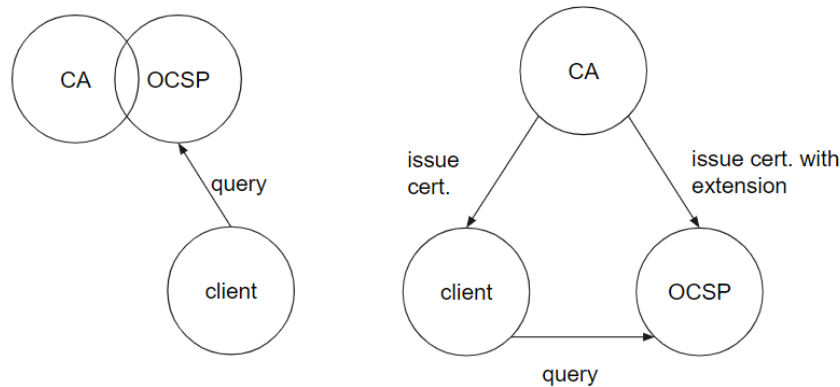 CA
OCSP
query
client
CA
issue
cert.
issue cert. with
extension
client
OCSP
query